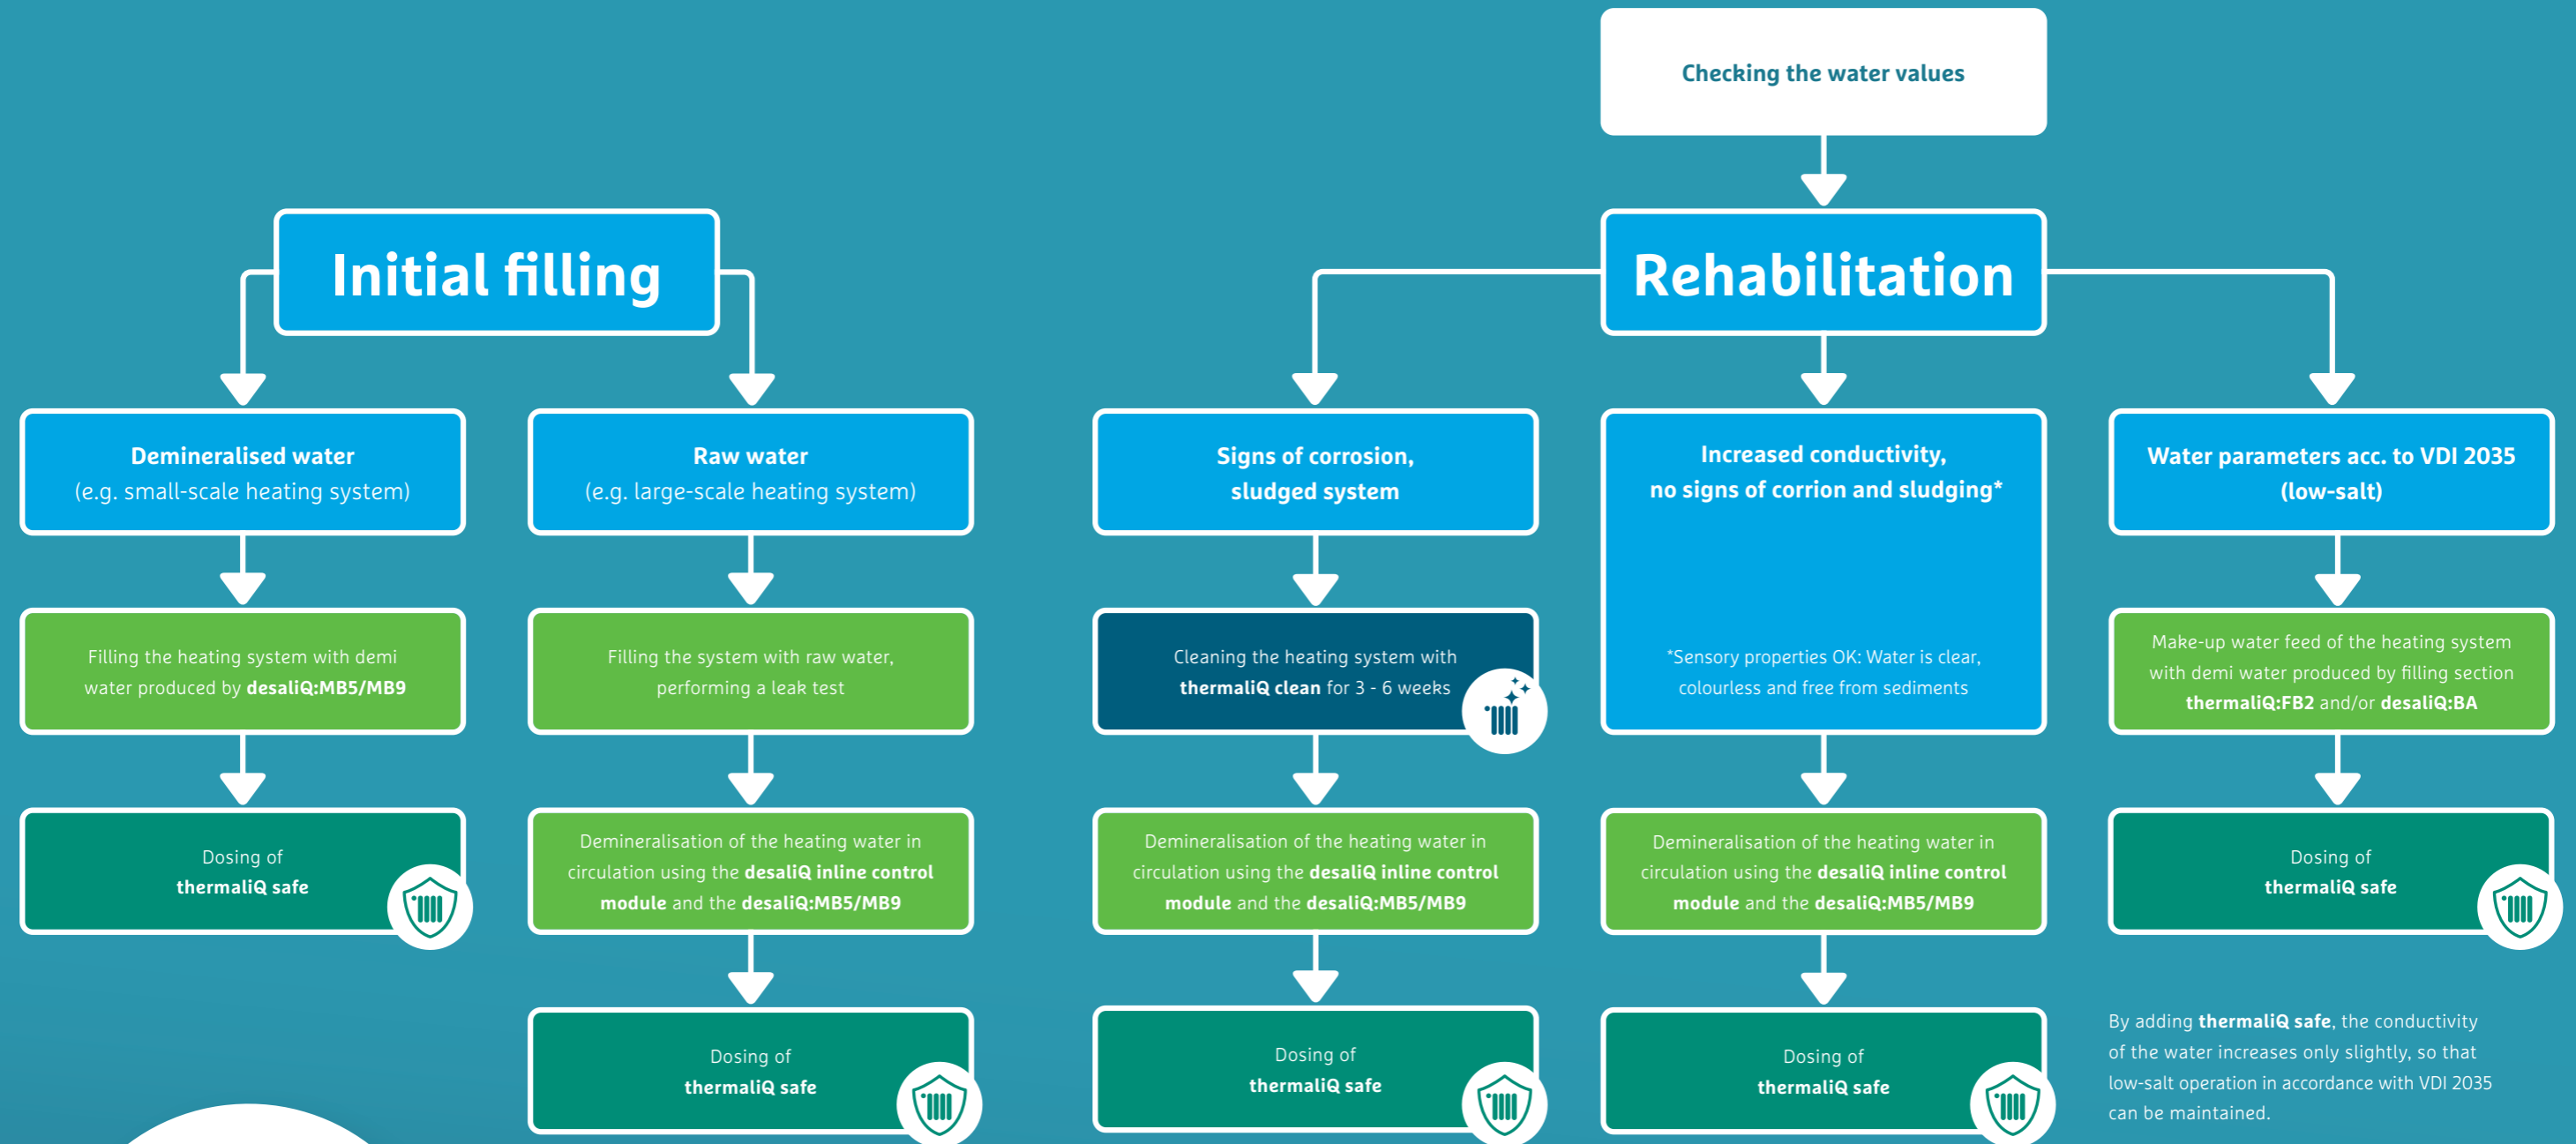 Checking the water values
Initial filling
Rehabilitation
Demineralised water
(e.g. small-scale heating system)
Raw water
(e.g. large-scale heating system)
Signs of corrosion,
sludged system
Increased conductivity,
no signs of corrion and sludging*
*Sensory properties OK: Water is clear,
colourless and free from sediments
Water parameters acc. to VDI 2035
(low-salt)
Filling the heating system with demi
water produced by desaliQ:MB5/MB9
Filling the system with raw water,
performing a leak test
Cleaning the heating system with
thermaliQ clean for 3 - 6 weeks
Make-up water feed of the heating system
with demi water produced by filling section
thermaliQ:FB2 and/or desaliQ:BA
Dosing of
thermaliQ safe
Demineralisation of the heating water in
circulation using the desaliQ inline control
module and the desaliQ:MB5/MB9
Demineralisation of the heating water in
circulation using the desaliQ inline control
module and the desaliQ:MB5/MB9
Demineralisation of the heating water in
circulation using the desaliQ inline control
module and the desaliQ:MB5/MB9
Dosing of
thermaliQ safe
Dosing of
thermaliQ safe
Dosing of
thermaliQ safe
Dosing of
thermaliQ safe
By adding thermaliQ safe, the conductivity
of the water increases only slightly, so that
low-salt operation in accordance with VDI 2035
can be maintained.